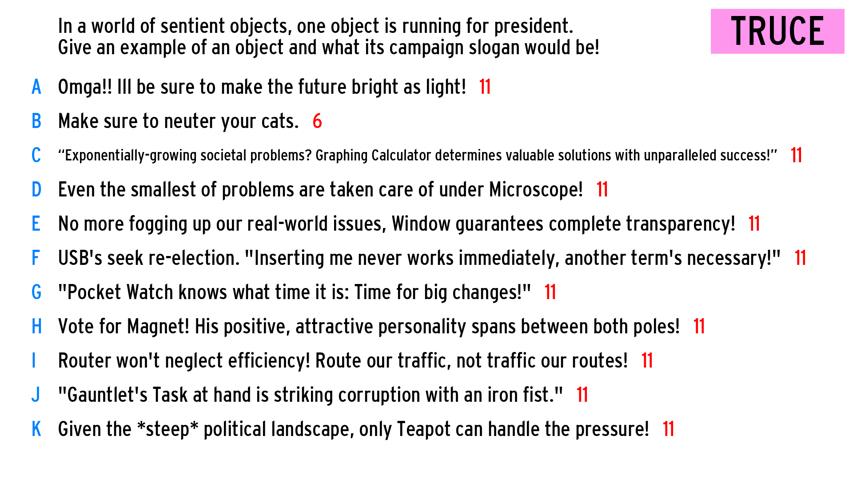 In a world of sentient objects, one object is running for president.
Give an example of an object and what its campaign slogan would be!
TRUCE
A Omga!! Ill be sure to make the future bright as light! 11
B Make sure to neuter your cats. 6
C “Exponentially-growing societal problems? Graphing Calculator determines valuable solutions with unparalleled success!” 11
D Even the smallest of problems are taken care of under Microscope! 11
E No more fogging up our real-world issues, Window guarantees complete transparency! 11
F USB's seek re-election. "Inserting me never works immediately, another term's necessary!" 11
G "Pocket Watch knows what time it is: Time for big changes!" 11
H Vote for Magnet! His positive, attractive personality spans between both poles! 11
I Router won't neglect efficiency! Route our traffic, not traffic our routes! 11
J "Gauntlet's Task at hand is striking corruption with an iron fist." 11
K Given the *steep* political landscape, only Teapot can handle the pressure! 11